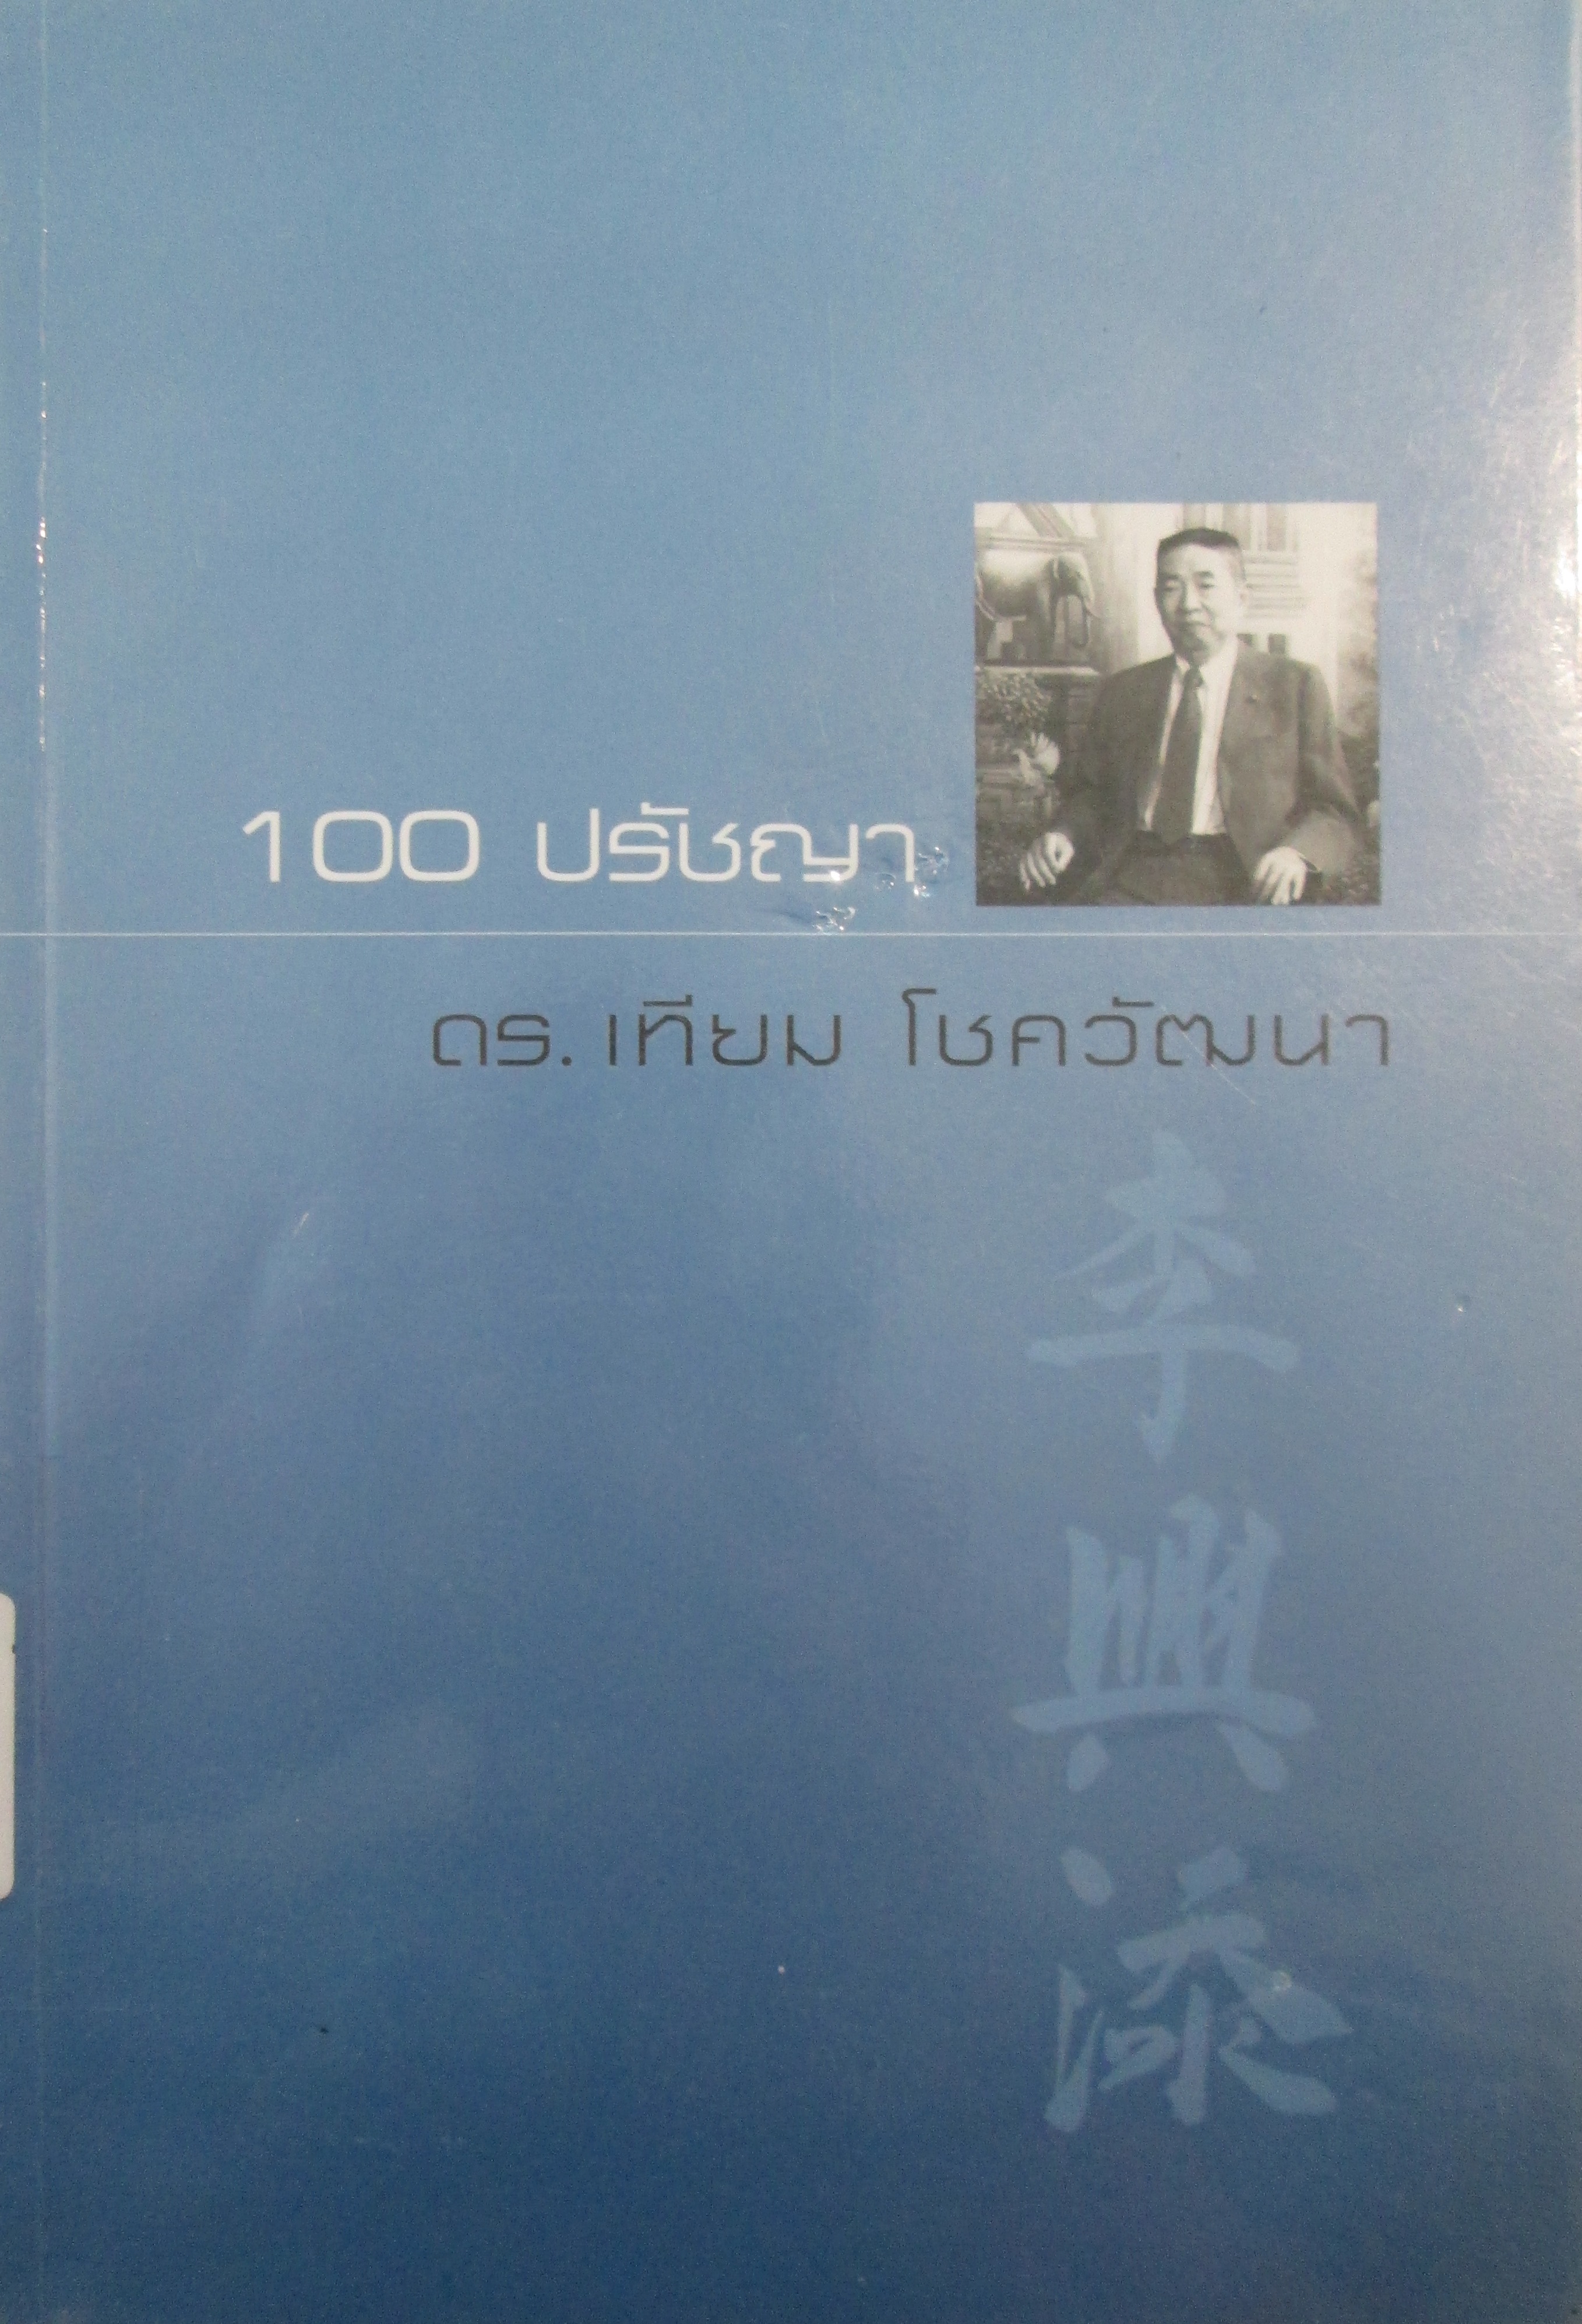 100 ปรัชญา
ดร. เทียม โชควัฒนา
李
興
添